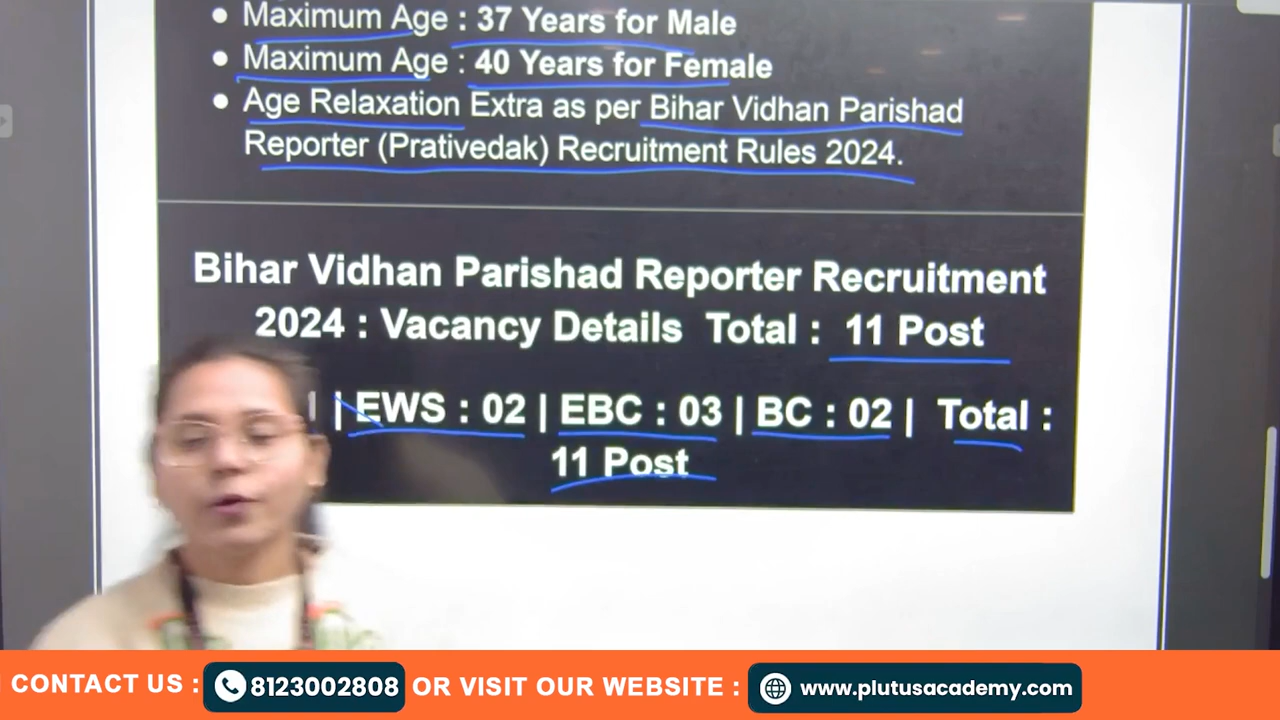 Maximum Age : 37 Years for Male
Maximum Age : 40 Years for Female
Age Relaxation Extra as per Bihar Vidhan Parishad
Reporter (Prativedak) Recruitment Rules 2024.
Bihar Vidhan Parishad Reporter Recruitment
2024 : Vacancy Details Total : 11 Post
| EWS : 02 | EBC : 03 | BC : 02 | Total :
11 Post
CONTACT US : 8123002808 OR VISIT OUR WEBSITE : www.plutusacademy.com